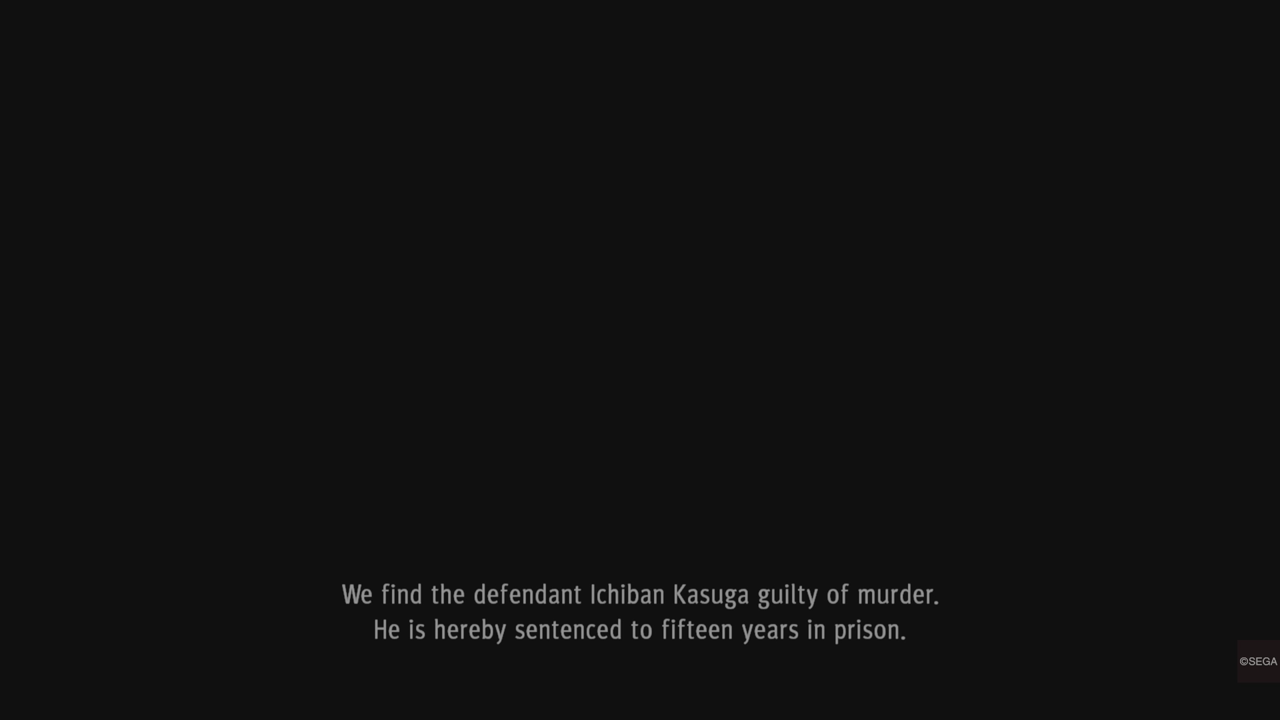 We find the defendant Ichiban Kasuga guilty of murder.
He is hereby sentenced to fifteen years in prison.
©SEGA